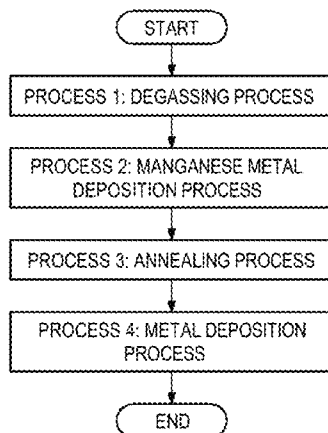 START
PROCESS 1: DEGASSING PROCESS
PROCESS 2: MANGANESE METAL
DEPOSITION PROCESS
PROCESS 3: ANNEALING PROCESS
PROCESS 4: METAL DEPOSITION
PROCESS
END